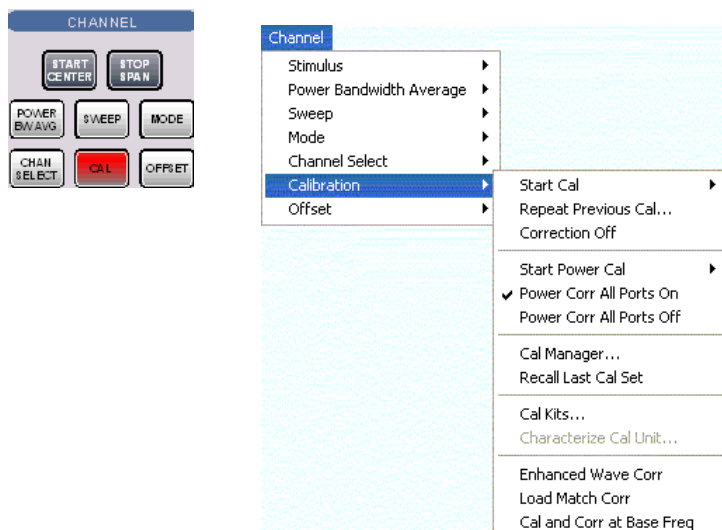 CHANNEL
START
CENTER
STOP
SPAN
POWER
BW AVG
SWEEP
MODE
CHAN
SELECT
CAL
OFFSET
Channel
Stimulus
Power Bandwidth Average
Sweep
Mode
Channel Select
Calibration
Offset
Start Cal
Repeat Previous Cal...
Correction Off
Start Power Cal
Power Corr All Ports On
Power Corr All Ports Off
Cal Manager...
Recall Last Cal Set
Cal Kits...
Characterize Cal Unit...
Enhanced Wave Corr
Load Match Corr
Cal and Corr at Base Freq